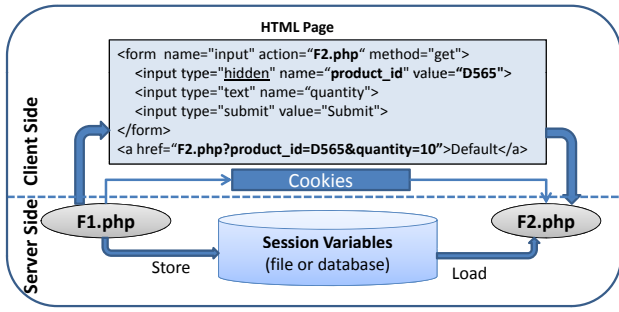 HTML Page
<form name="input" action="F2.php" method="get">
<input type="hidden" name="product_id" value="D565">
<input type="text" name="quantity">
<input type="submit" value="Submit">
</form>
<a href="F2.php?product_id=D565&quantity=10">Default</a>
Client Side
Cookies
Server Side
F1.php
Session Variables
(file or database)
F2.php
Store
Load